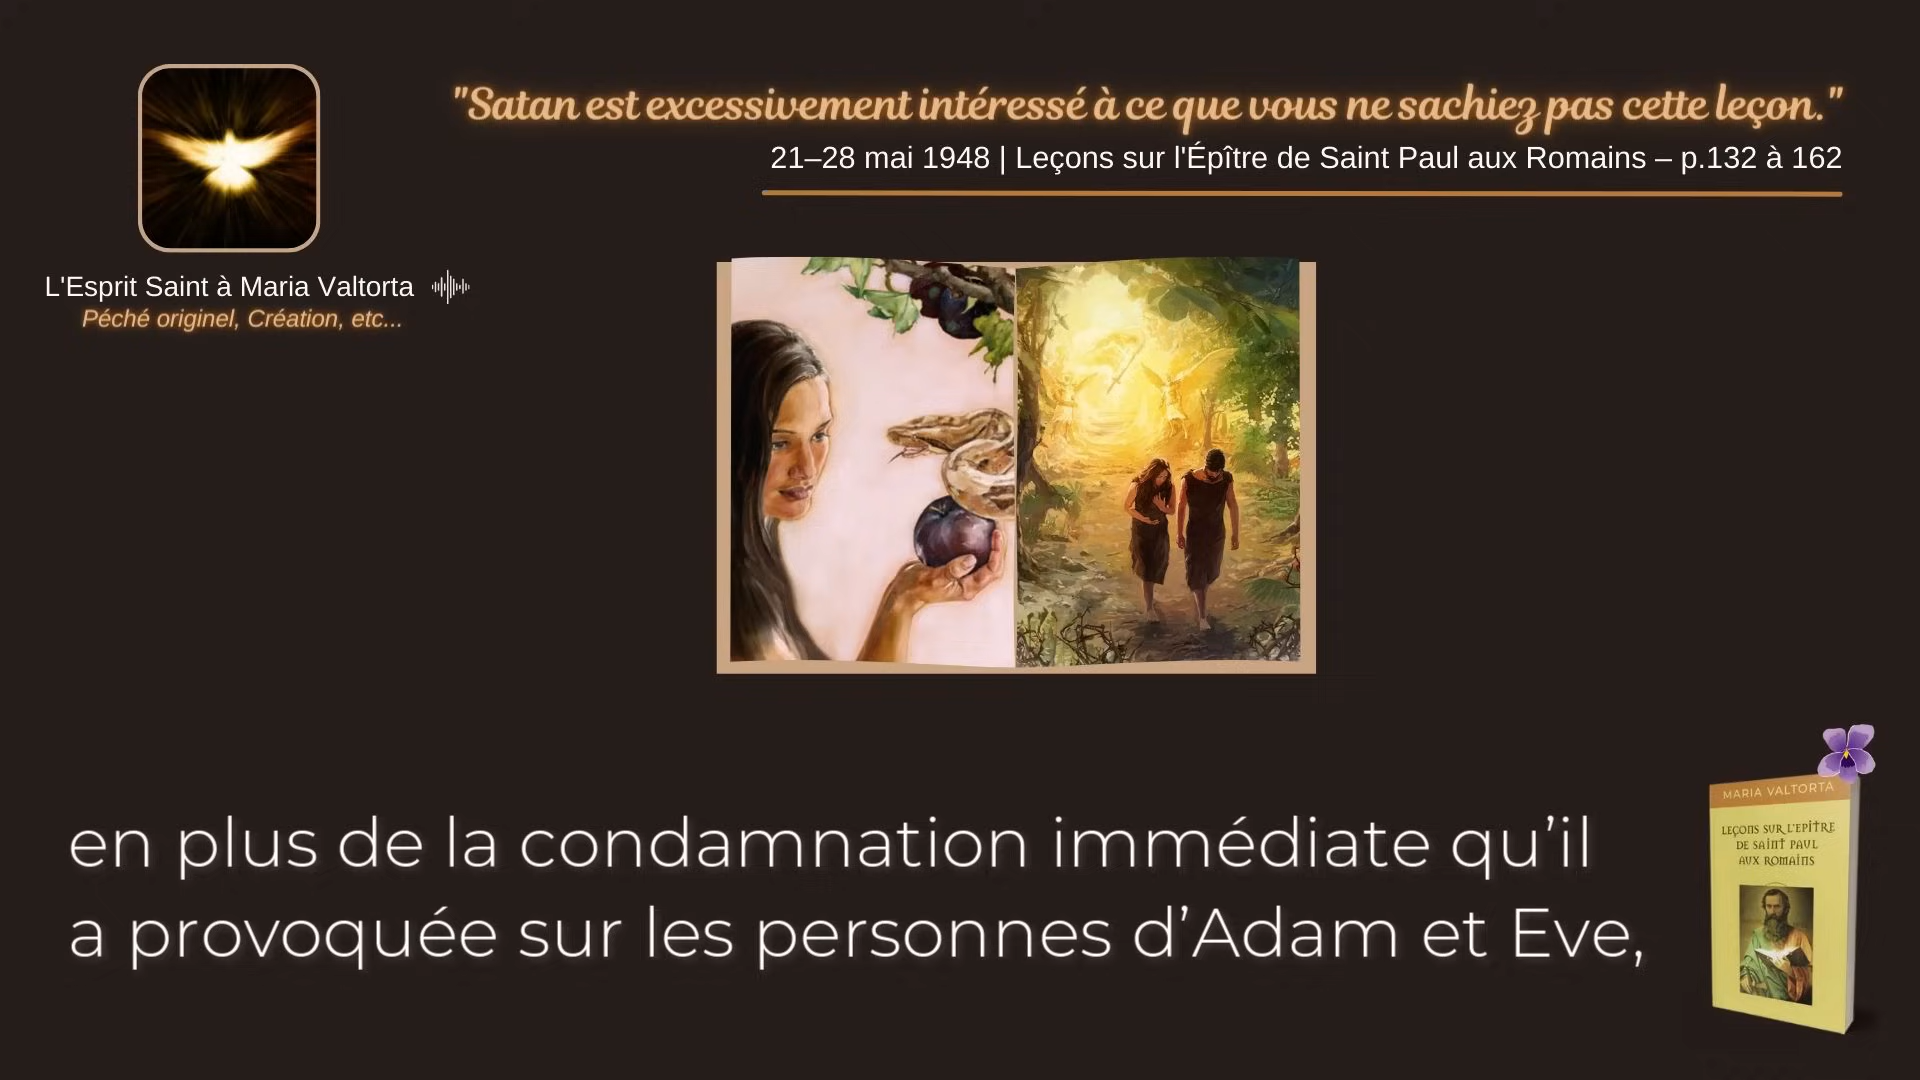 "Satan est excessivement intéressé à ce que vous ne sachiez pas cette leçon."
21–28 mai 1948 | Leçons sur l'Épître de Saint Paul aux Romains – p.132 à 162
L'Esprit Saint à Maria Valtorta
Péché originel, Création, etc...
en plus de la condamnation immédiate qu’il
a provoquée sur les personnes d’Adam et Eve,
MARIA VALTORTA
LEÇONS SUR L'EPÎTRE
DE SAINT PAUL
AUX ROMAINS